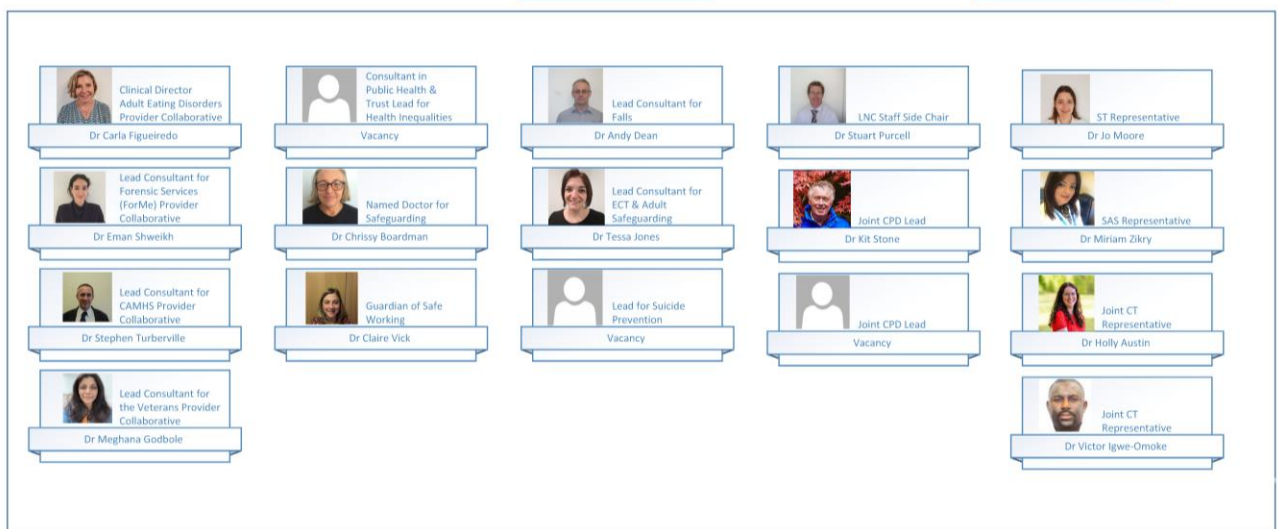 Clinical Director
Adult Eating Disorders
Provider Collaborative
Dr Carla Figueiredo
Lead Consultant for
Forensic Services
(ForMe) Provider
Collaborative
Dr Eman Shweikh
Lead Consultant for
CAMHS Provider
Collaborative
Dr Stephen Turberville
Lead Consultant for
the Veterans Provider
Collaborative
Dr Meghana Godbole
Consultant in
Public Health &
Trust Lead for
Health Inequalities
Vacancy
Named Doctor for
Safeguarding
Dr Chrissy Boardman
Guardian of Safe
Working
Dr Claire Vick
Lead Consultant for
Falls
Dr Andy Dean
Lead Consultant for
ECT & Adult
Safeguarding
Dr Tessa Jones
Lead for Suicide
Prevention
Vacancy
LNC Staff Side Chair
Dr Stuart Purcell
Joint CPD Lead
Dr Kit Stone
Joint CPD Lead
Vacancy
ST Representative
Dr Jo Moore
SAS Representative
Dr Miriam Zikry
Joint CT
Representative
Dr Holly Austin
Joint CT
Representative
Dr Victor Igwe-Omoke